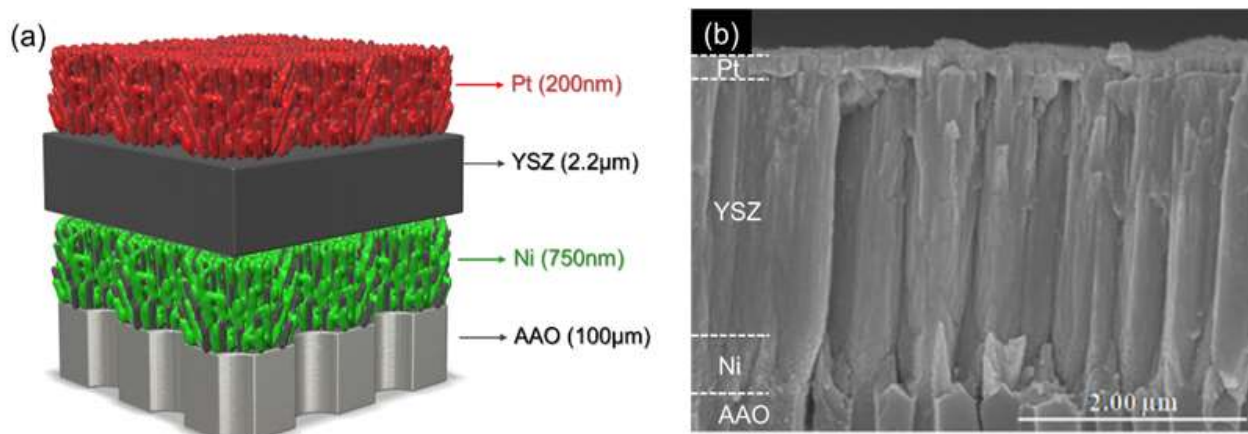 (a)
Pt (200nm)
YSZ (2.2μm)
Ni (750nm)
AAO (100μm)
(b)
Pt
YSZ
Ni
AAO
2.00 μm